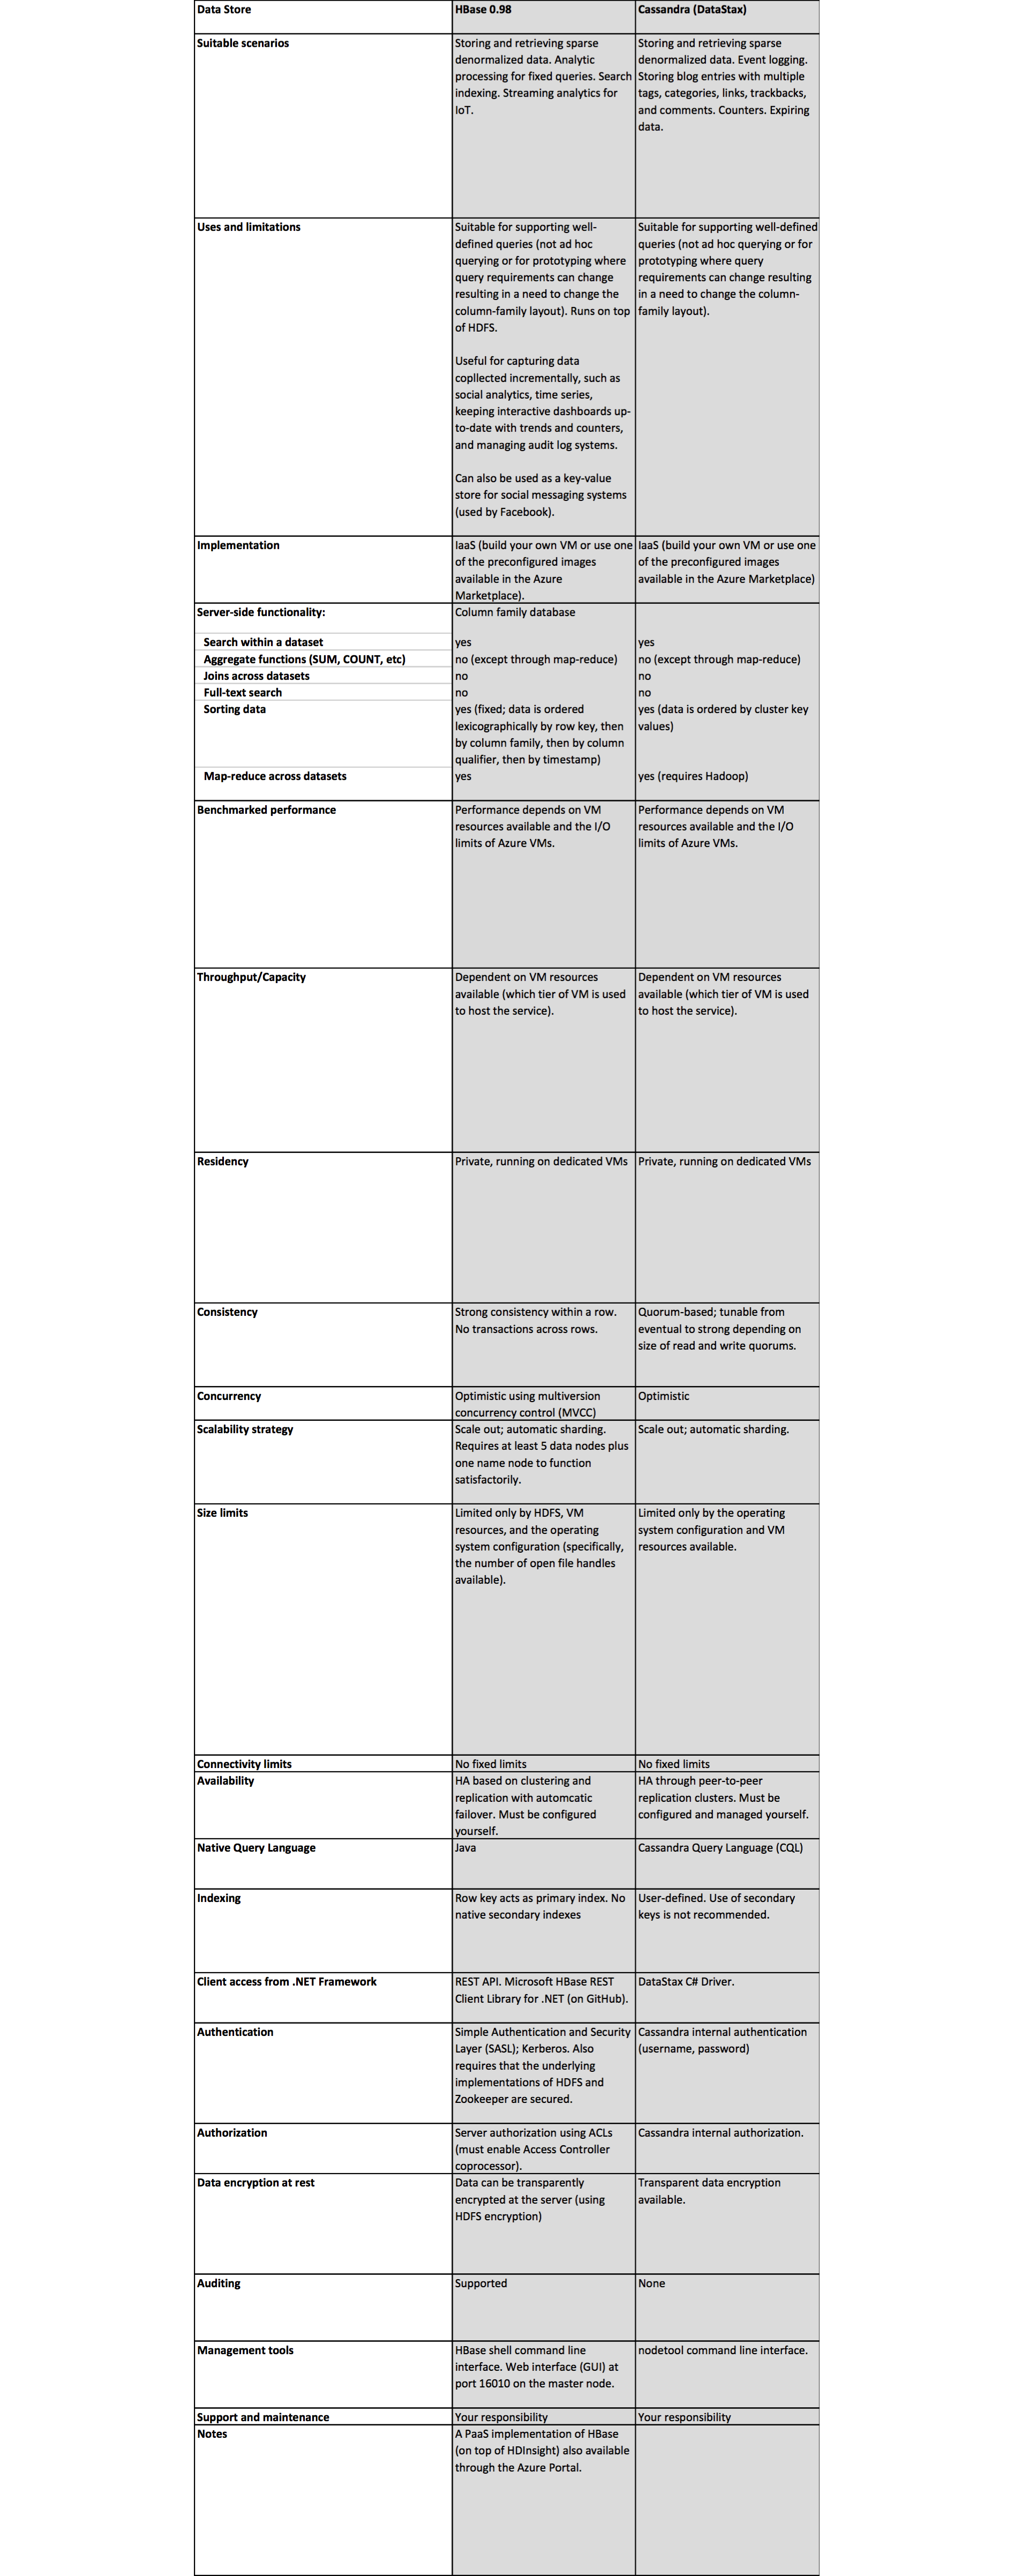 Data Store HBase 0.98 Cassandra (DataStax)
Suitable scenarios Storing and retrieving sparse Storing and retrieving sparse
denormalized data. Analytic denormalized data. Event logging.
processing for fixed queries. Search Storing blog entries with multiple
indexing. Streaming analytics for tags, categories, links, trackbacks,
IoT. and comments. Counters. Expiring
data.
Uses and limitations Suitable for supporting well- Suitable for supporting well-defined
defined queries (not ad hoc queries (not ad hoc querying or for
querying or for prototyping where prototyping where query
query requirements can change requirements can change resulting
resulting in a need to change the in a need to change the column-
column-family layout). Runs on top family layout).
of HDFS.
Useful for capturing data
copllected incrementally, such as
social analytics, time series,
keeping interactive dashboards up-
to-date with trends and counters,
and managing audit log systems.
Can also be used as a key-value
store for social messaging systems
(used by Facebook).
Implementation IaaS (build your own VM or use one IaaS (build your own VM or use one
of the preconfigured images of the preconfigured images
available in the Azure available in the Azure Marketplace)
Marketplace).
Server-side functionality: Column family database
Search within a dataset yes yes
Aggregate functions (SUM, COUNT, etc) no (except through map-reduce) no (except through map-reduce)
Joins across datasets no no
Full-text search no no
Sorting data yes (fixed; data is ordered yes (data is ordered by cluster key
lexicographically by row key, then values)
by column family, then by column
qualifier, then by timestamp)
Map-reduce across datasets yes yes (requires Hadoop)
Benchmarked performance Performance depends on VM Performance depends on VM
resources available and the I/O resources available and the I/O
limits of Azure VMs. limits of Azure VMs.
Throughput/Capacity Dependent on VM resources Dependent on VM resources
available (which tier of VM is used available (which tier of VM is used
to host the service). to host the service).
Residency Private, running on dedicated VMs Private, running on dedicated VMs
Consistency Strong consistency within a row. Quorum-based; tunable from
No transactions across rows. eventual to strong depending on
size of read and write quorums.
Concurrency Optimistic using multiversion Optimistic
concurrency control (MVCC)
Scalability strategy Scale out; automatic sharding. Scale out; automatic sharding.
Requires at least 5 data nodes plus
one name node to function
satisfactorily.
Size limits Limited only by HDFS, VM Limited only by the operating
resources, and the operating system configuration and VM
system configuration (specifically, resources available.
the number of open file handles
available).
Connectivity limits No fixed limits No fixed limits
Availability HA based on clustering and HA through peer-to-peer
replication with automcatic replication clusters. Must be
failover. Must be configured configured and managed yourself.
yourself.
Native Query Language Java Cassandra Query Language (CQL)
Indexing Row key acts as primary index. No User-defined. Use of secondary
native secondary indexes keys is not recommended.
Client access from .NET Framework REST API. Microsoft HBase REST DataStax C# Driver.
Client Library for .NET (on GitHub).
Authentication Simple Authentication and Security Cassandra internal authentication
Layer (SASL); Kerberos. Also (username, password)
requires that the underlying
implementations of HDFS and
Zookeeper are secured.
Authorization Server authorization using ACLs Cassandra internal authorization.
(must enable Access Controller
coprocessor).
Data encryption at rest Data can be transparently Transparent data encryption
encrypted at the server (using available.
HDFS encryption)
Auditing Supported None
Management tools HBase shell command line nodetool command line interface.
interface. Web interface (GUI) at
port 16010 on the master node.
Support and maintenance Your responsibility Your responsibility
Notes A PaaS implementation of HBase
(on top of HDInsight) also available
through the Azure Portal.